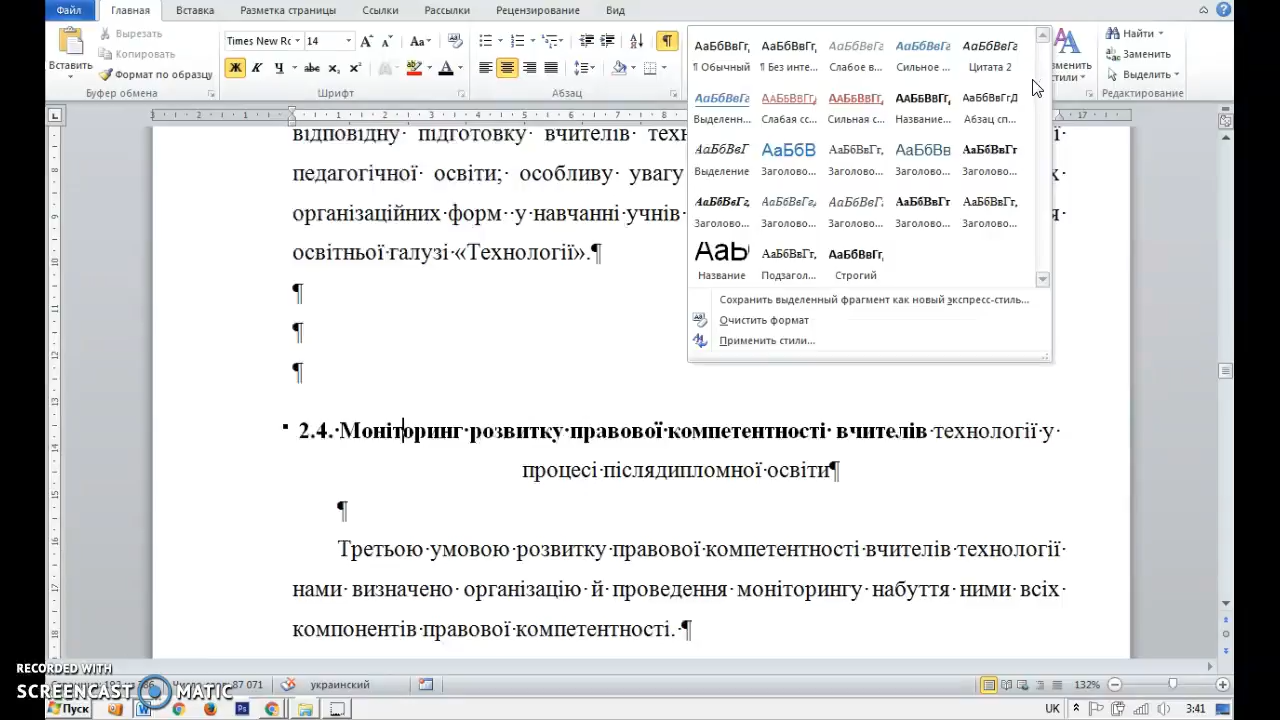 Файл Главная Вставка Разметка страницы Ссылки Рассылки Рецензирование Вид
Вставить
Вырезать
Копировать
Формат по образцу
Буфер обмена
Times New Ro 14
Шрифт
Абзац
АаБбВвГг, АаБбВвГг, АаБбВвГг АаБбВвГг АаБбВвГг
¶ Обычный ¶ Без инте... Слабое в... Сильное ... Цитата 2
АаБбВвГг АаБбВвГг, АаБбВвГг, АаБбВвГг, АаБбВвГгД
Выделенн... Слабая сс... Сильная с... Название... Абзац сп...
АаБбВвГ АаБбВ АаБбВвГг, АаБбВв АаБбВвГг
Выделение Заголово... Заголово... Заголово... Заголово...
АаБбВвГг, АаБбВвГг, АаБбВвГ, АаБбВвГг АаБбВвГг,
Заголово... Заголово... Заголово... Заголово... Заголово...
АаБ АаБбВвГг, АаБбВвГг,
Название Подзагол... Строгий
Сохранить выделенный фрагмент как новый экспресс-стиль...
Очистить формат
Применить стили...
Найти
Заменить
Выделить
Редактирование
відповідну підготовку вчителів
педагогічної освіти; особливу увагу
організаційних форм у навчанні учнів
освітньої галузі «Технології».¶
¶
¶
¶
2.4. Моніторинг розвитку правової компетентності вчителів технології у
процесі післядипломної освіти¶
¶
Третьою умовою розвитку правової компетентності вчителів технології
нами визначено організацію й проведення моніторингу набуття ними всіх
компонентів правової компетентності. ¶
RECORDED WITH
SCREENCAST MATIC
87 071 украинский 132%
Пуск UK 3:41